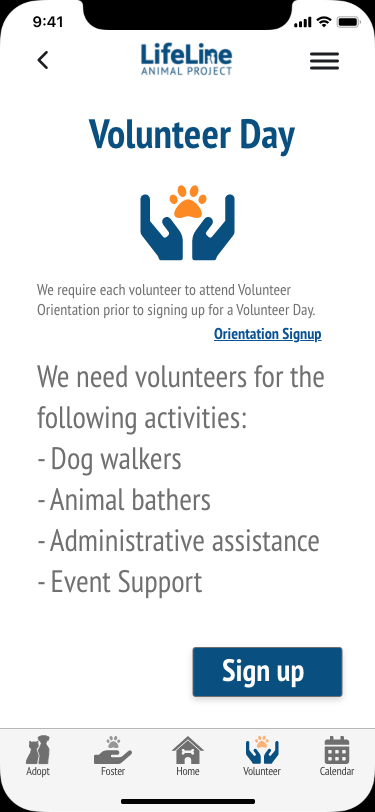 9:41
LifeLine
ANIMAL PROJECT
Volunteer Day
We require each volunteer to attend Volunteer
Orientation prior to signing up for a Volunteer Day.
Orientation Signup
We need volunteers for the
following activities:
- Dog walkers
- Animal bathers
- Administrative assistance
- Event Support
Sign up
Adopt
Foster
Home
Volunteer
Calendar